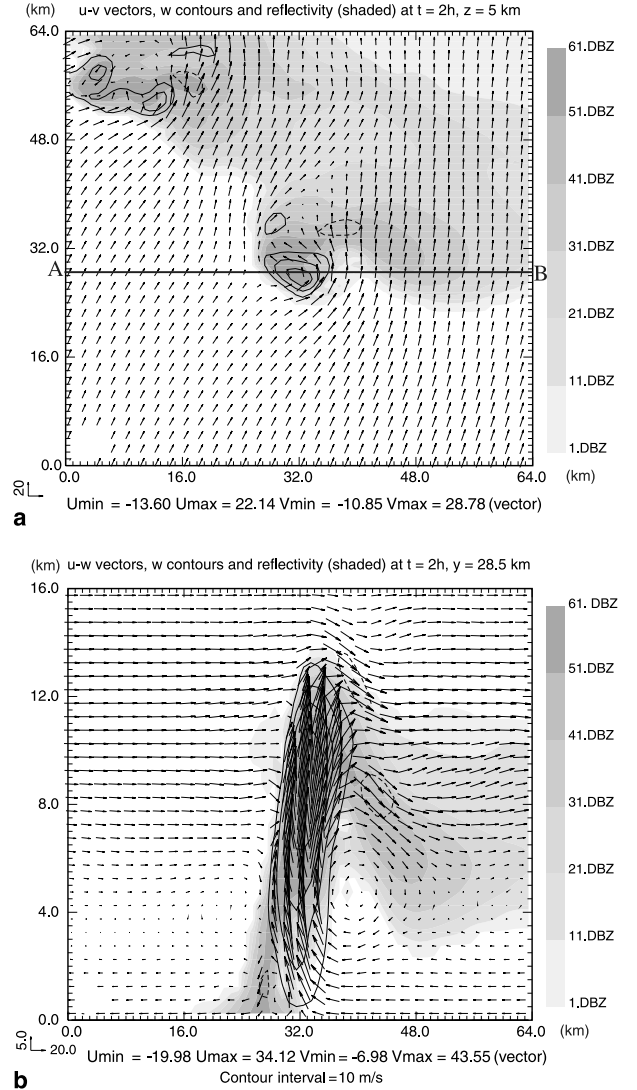 (km) u-v vectors, w contours and reflectivity (shaded) at t = 2h, z = 5 km
64.0
61.DBZ
51.DBZ
48.0
41.DBZ
32.0
31.DBZ
A
B
21.DBZ
16.0
11.DBZ
0.0
1.DBZ
0.0 16.0 32.0 48.0 64.0
(km)
20
Umin = -13.60 Umax = 22.14 Vmin = -10.85 Vmax = 28.78 (vector)
a
(km) u-w vectors, w contours and reflectivity (shaded) at t = 2h, y = 28.5 km
16.0
61. DBZ
51.DBZ
12.0
41.DBZ
8.0
31.DBZ
21.DBZ
4.0
11.DBZ
0.0
1.DBZ
0.0 16.0 32.0 48.0 64.0
(km)
5.0
20.0
Umin = -19.98 Umax = 34.12 Vmin= -6.98 Vmax = 43.55 (vector)
b
Contour interval = 10 m/s